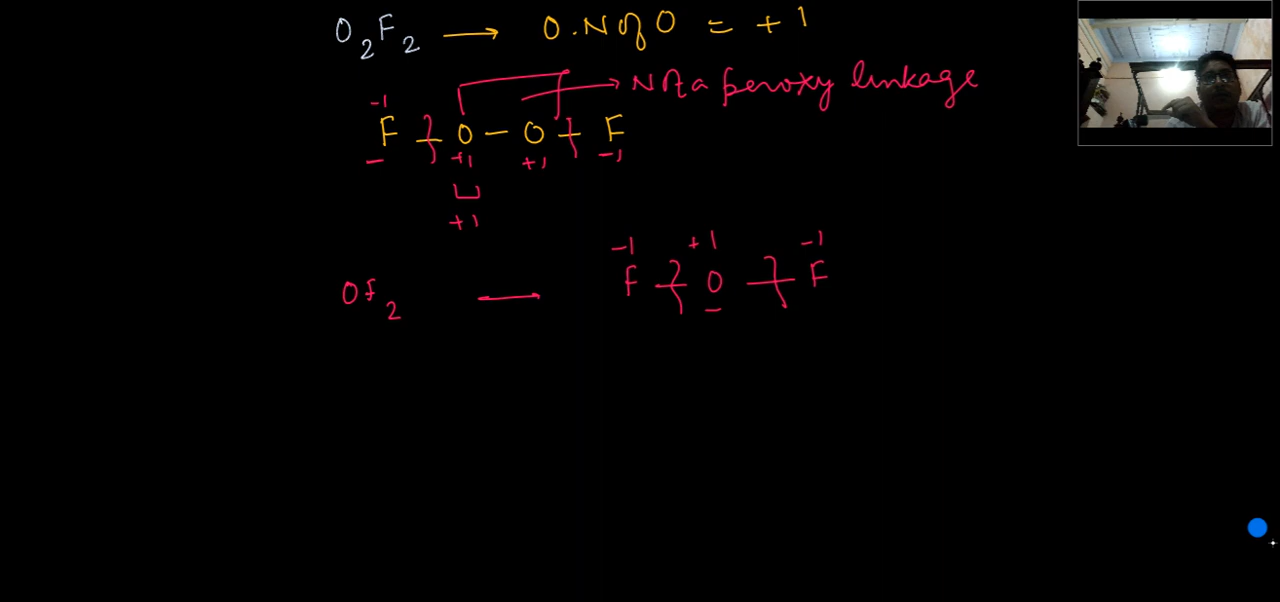 O2F2 → O.N of O = +1
Not a peroxy linkage
-1
F - O - O - F
- +1 +1 -1
+1
-1 +1 -1
OF2 → F - O - F